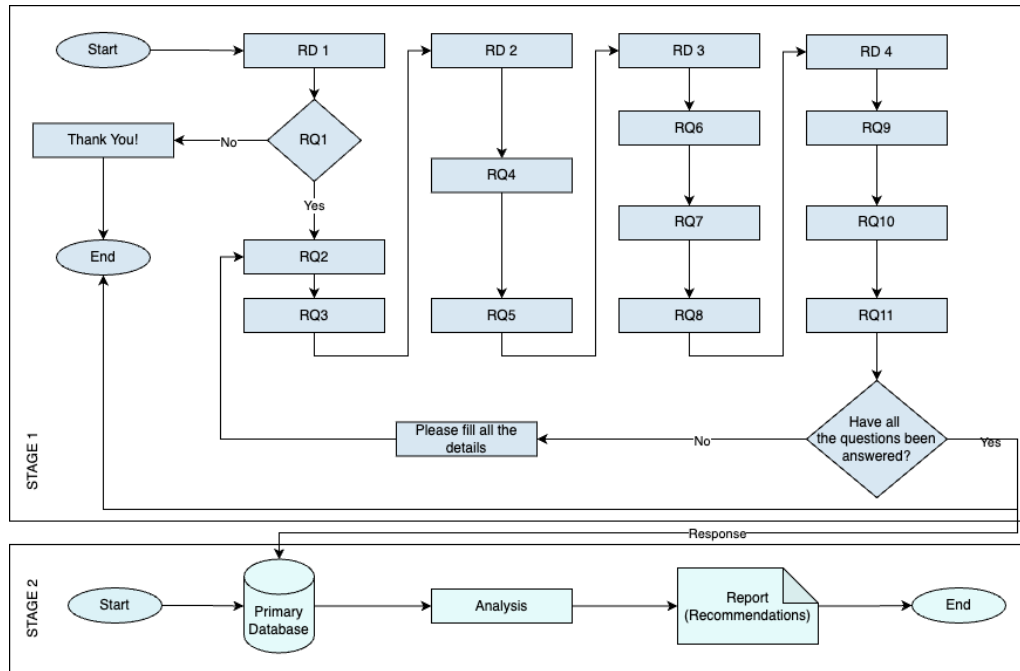 Start
RD 1
RD 2
RD 3
RD 4
Thank You!
No
RQ1
RQ6
RQ9
RQ4
Yes
End
RQ2
RQ7
RQ10
RQ3
RQ5
RQ8
RQ11
Please fill all the
details
No
Have all
the questions been
answered?
Yes
STAGE 1
Response
STAGE 2
Start
Primary
Database
Analysis
Report
(Recommendations)
End